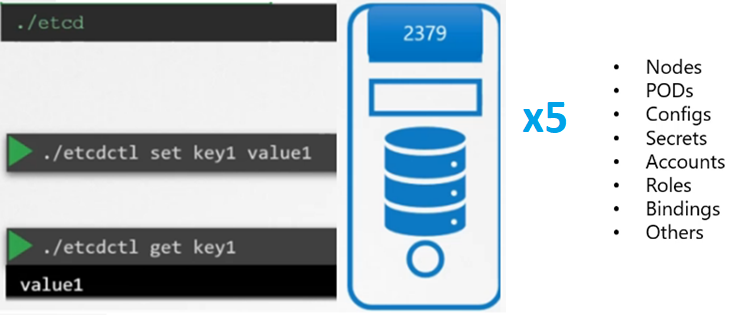 ./etcd
2379
./etcdctl set key1 value1
./etcdctl get key1
value1
x5
• Nodes
• PODs
• Configs
• Secrets
• Accounts
• Roles
• Bindings
• Others